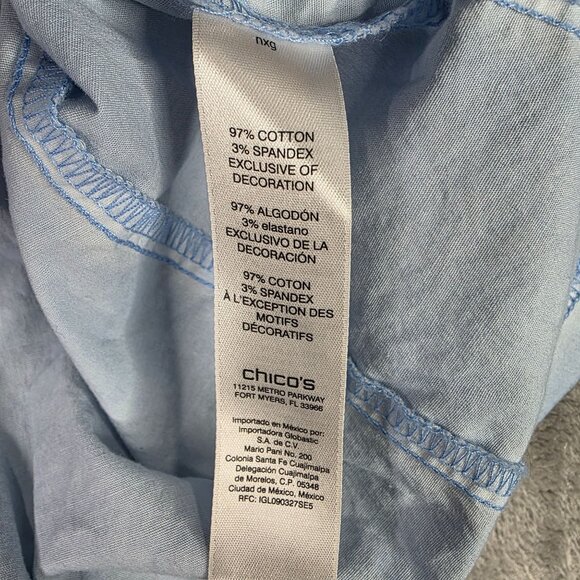 nxg
97% COTTON
3% SPANDEX
EXCLUSIVE OF
DECORATION
97% ALGODÓN
3% elastano
EXCLUSIVO DE LA
DECORACIÓN
97% COTON
3% SPANDEX
À L'EXCEPTION DES
MOTIFS
DÉCORATIFS
chico's
11215 METRO PARKWAY
FORT MYERS, FL 33966
Importado en México por:
Importadora Globastic
S.A. de C.V
Mario Pani No. 200
Colonia Santa Fe Cuajimalpa
Delegación Cuajimalpa
de Morelos, C.P. 05348
Ciudad de México, México
RFC: IGL090327SE5